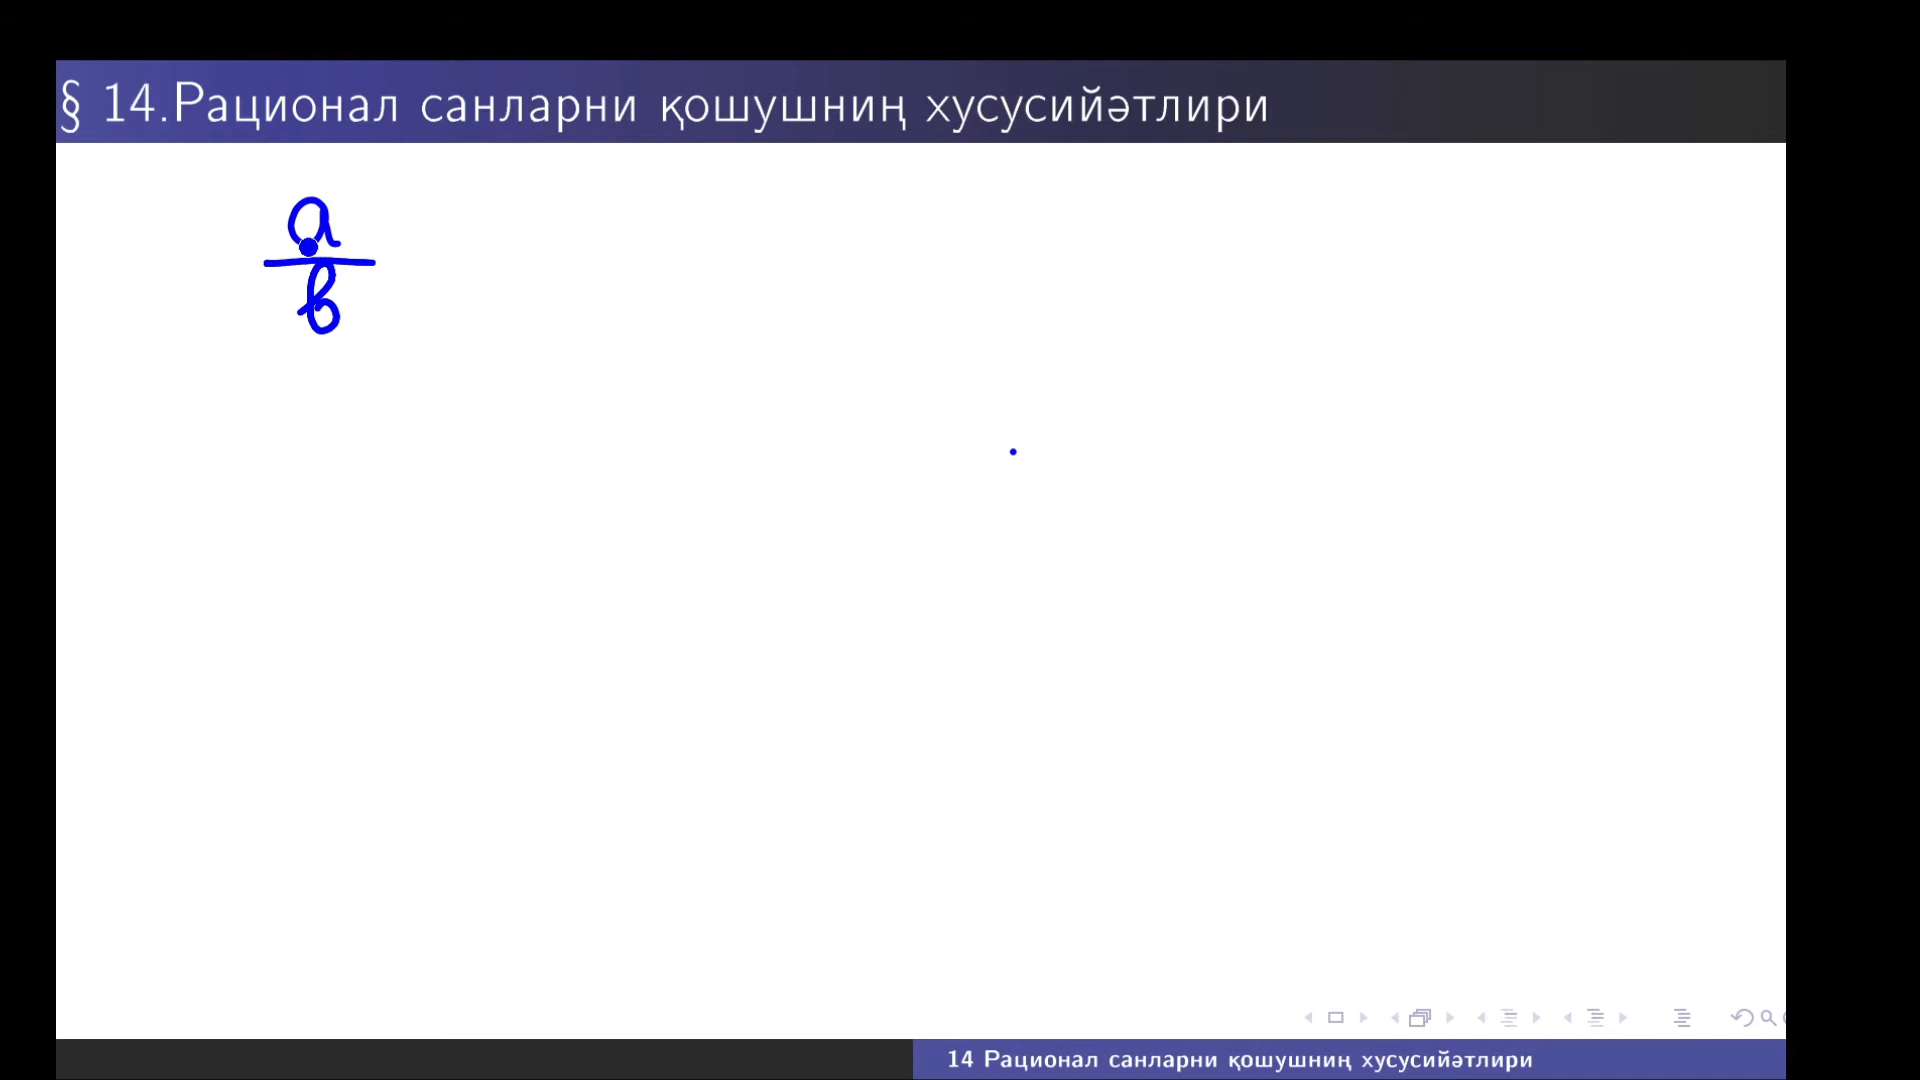 § 14.Рационал санларни қошушниң хусусийәтлири
a
в
14 Рационал санларни қошушниң хусусийәтлири